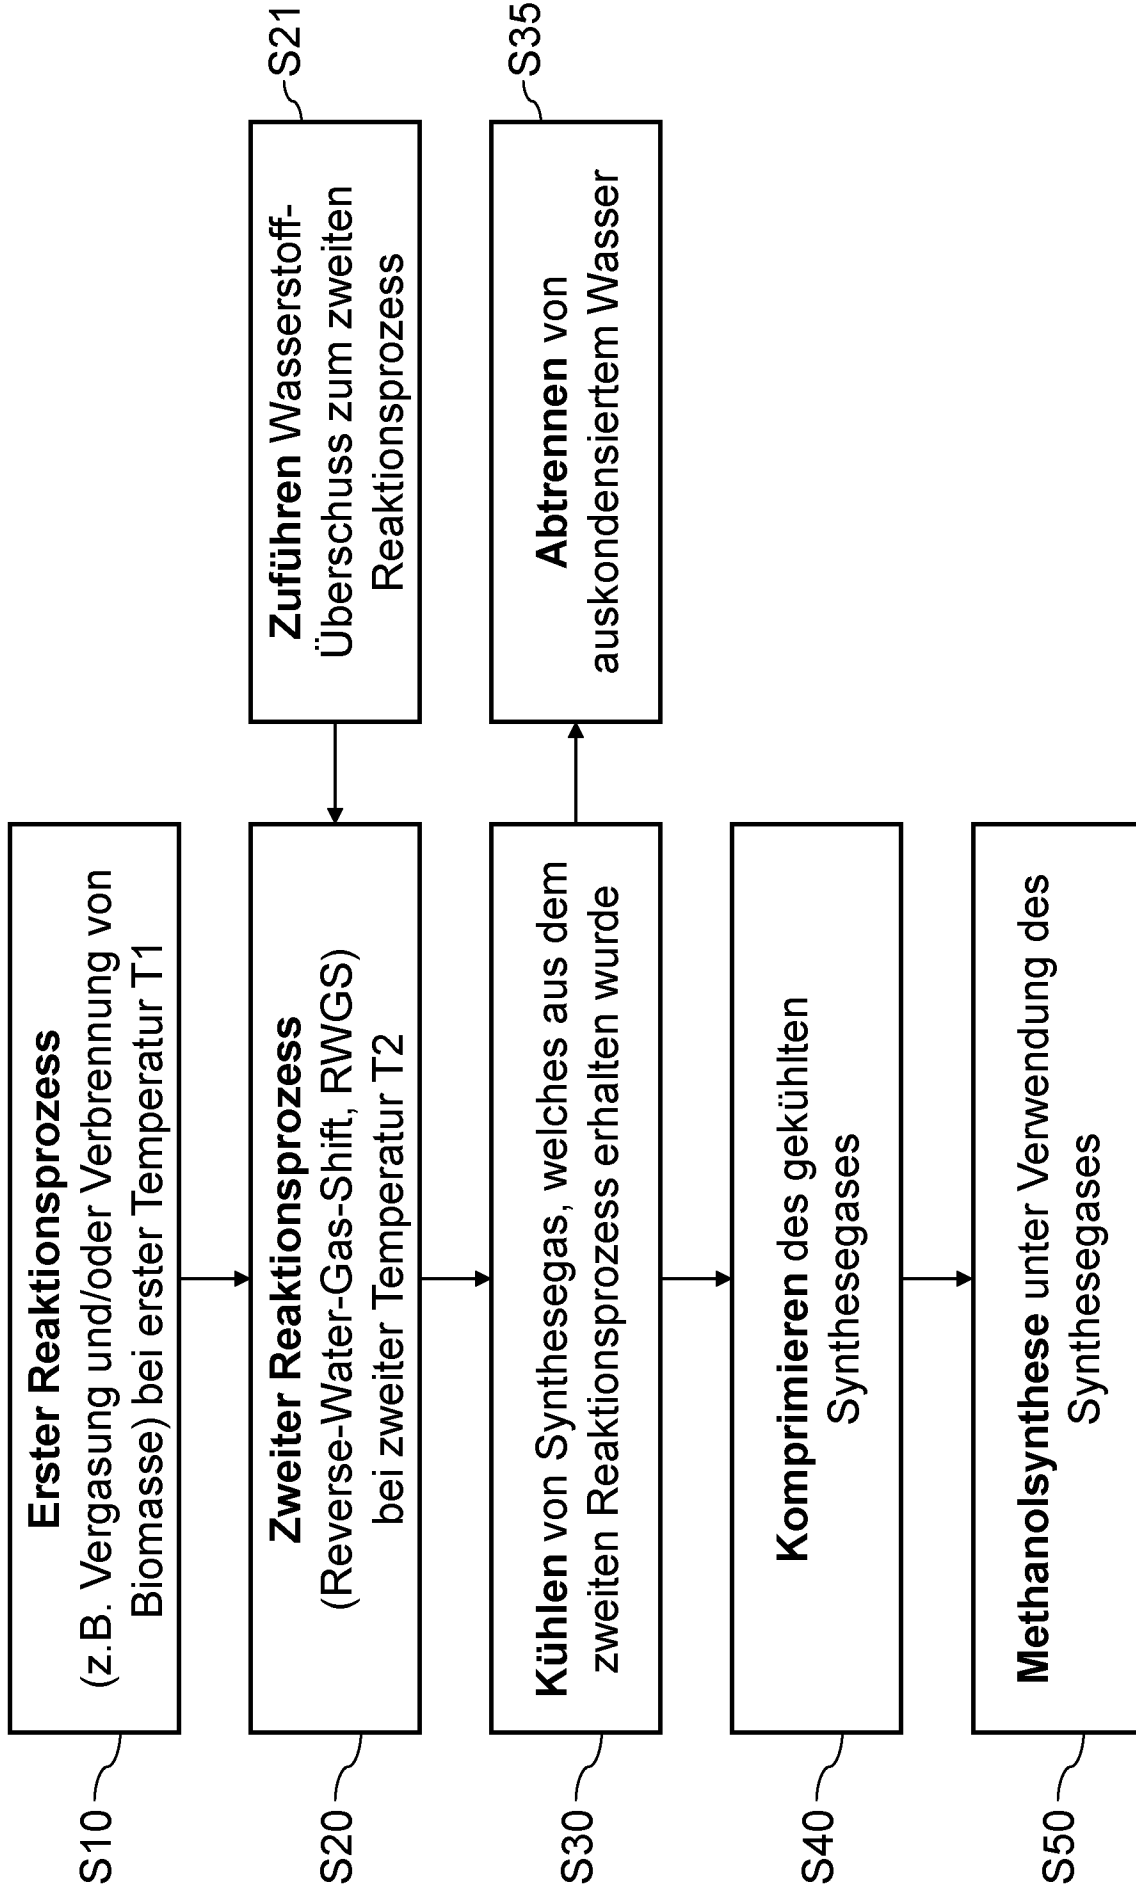 S10
Erster Reaktionsprozess
(z.B. Vergasung und/oder Verbrennung von
Biomasse) bei erster Temperatur T1
S20
Zweiter Reaktionsprozess
(Reverse-Water-Gas-Shift, RWGS)
bei zweiter Temperatur T2
S21
Zuführen Wasserstoff-
Überschuss zum zweiten
Reaktionsprozess
S30
Kühlen von Synthesegas, welches aus dem
zweiten Reaktionsprozess erhalten wurde
S35
Abtrennen von
auskondensiertem Wasser
S40
Komprimieren des gekühlten
Synthesegases
S50
Methanolsynthese unter Verwendung des
Synthesegases